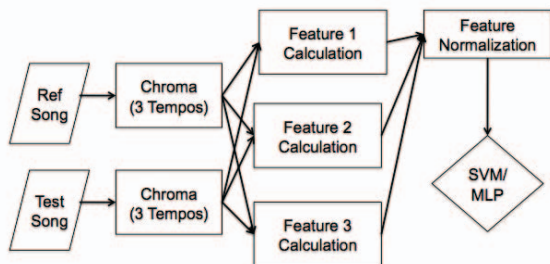 Ref
Song
Chroma
(3 Tempos)
Feature 1
Calculation
Feature
Normalization
Feature 2
Calculation
Test
Song
Chroma
(3 Tempos)
Feature 3
Calculation
SVM/
MLP